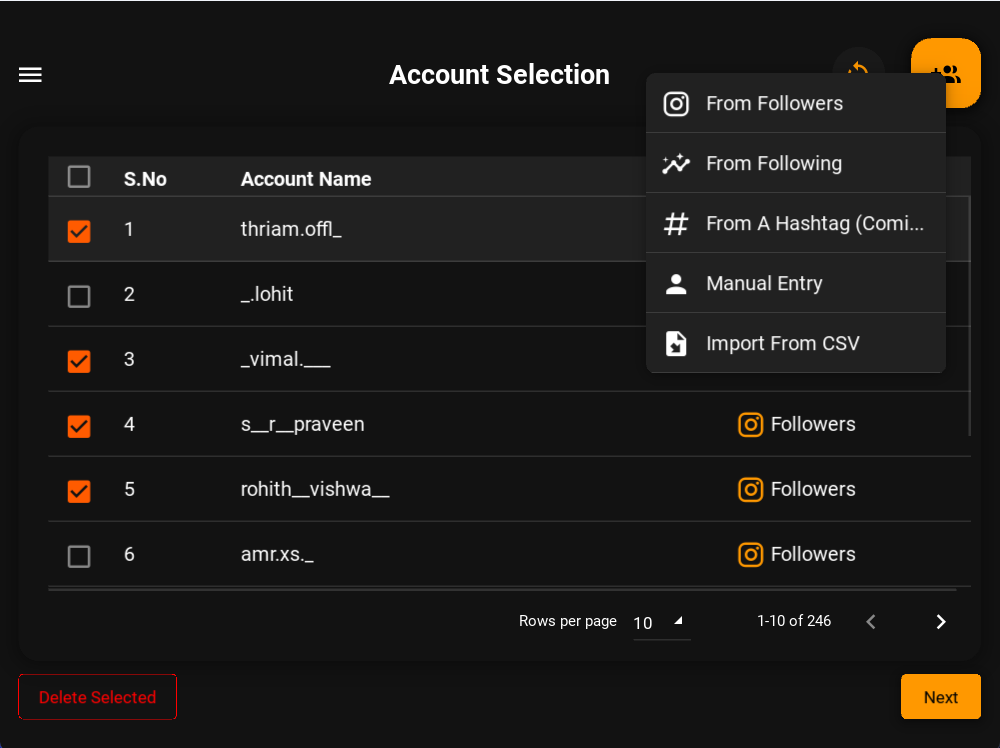 Account Selection
From Followers
From Following
From A Hashtag (Comi...
Manual Entry
Import From CSV
S.No Account Name
1 thriam.offl_
2 _.lohit
3 _vimal.___
4 s__r__praveen Followers
5 rohith__vishwa__ Followers
6 amr.xs._ Followers
Rows per page 10 1-10 of 246
Delete Selected Next